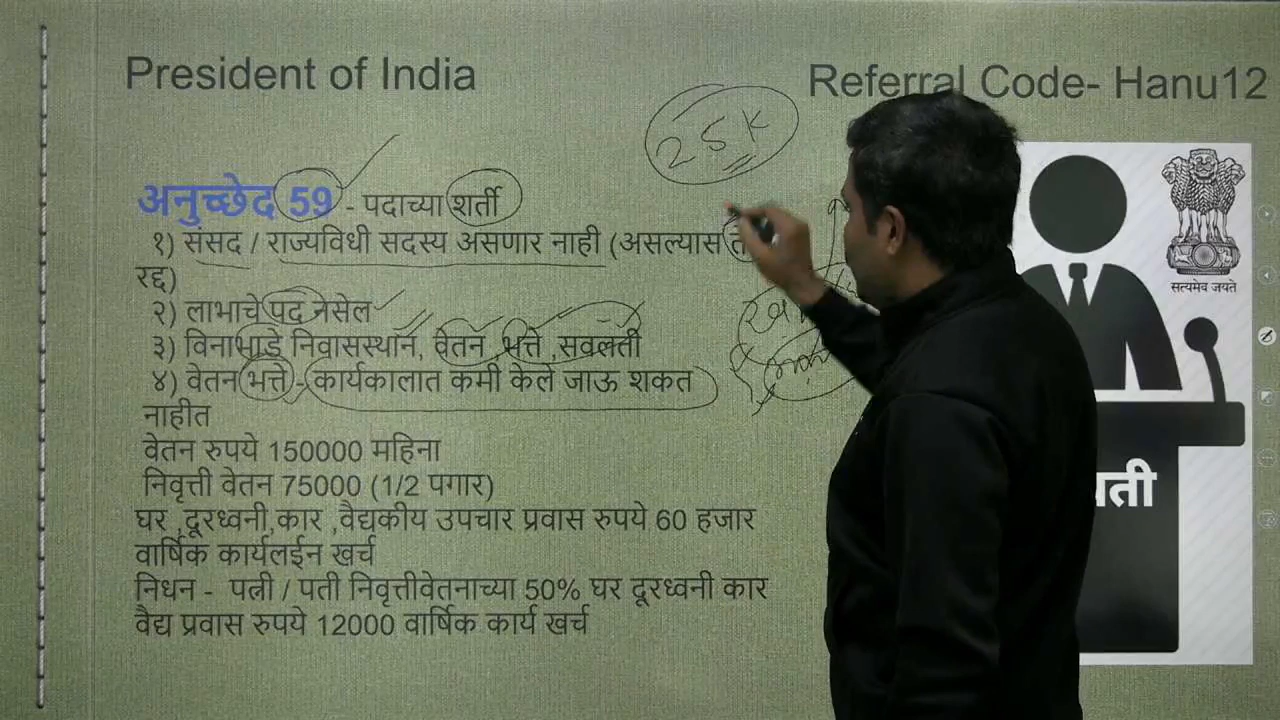 President of India
Referral Code- Hanu12
25K
अनुच्छेद 59 - पदाच्या शर्ती
१) संसद / राज्यविधी सदस्य असणार नाही (असल्यास
रद्द)
२) लाभाचे पद नसेल
३) विनाभाडे निवासस्थान, वेतन भत्ते ,सवलती
४) वेतन भत्ते - कार्यकालात कमी केले जाऊ शकत
नाहीत
वेतन रुपये 150000 महिना
निवृत्ती वेतन 75000 (1/2 पगार)
घर ,दूरध्वनी,कार ,वैद्यकीय उपचार प्रवास रुपये 60 हजार
वार्षिक कार्यलईन खर्च
निधन - पत्नी / पती निवृत्तीवेतनाच्या 50% घर दूरध्वनी कार
वैद्य प्रवास रुपये 12000 वार्षिक कार्य खर्च
सत्यमेव जयते